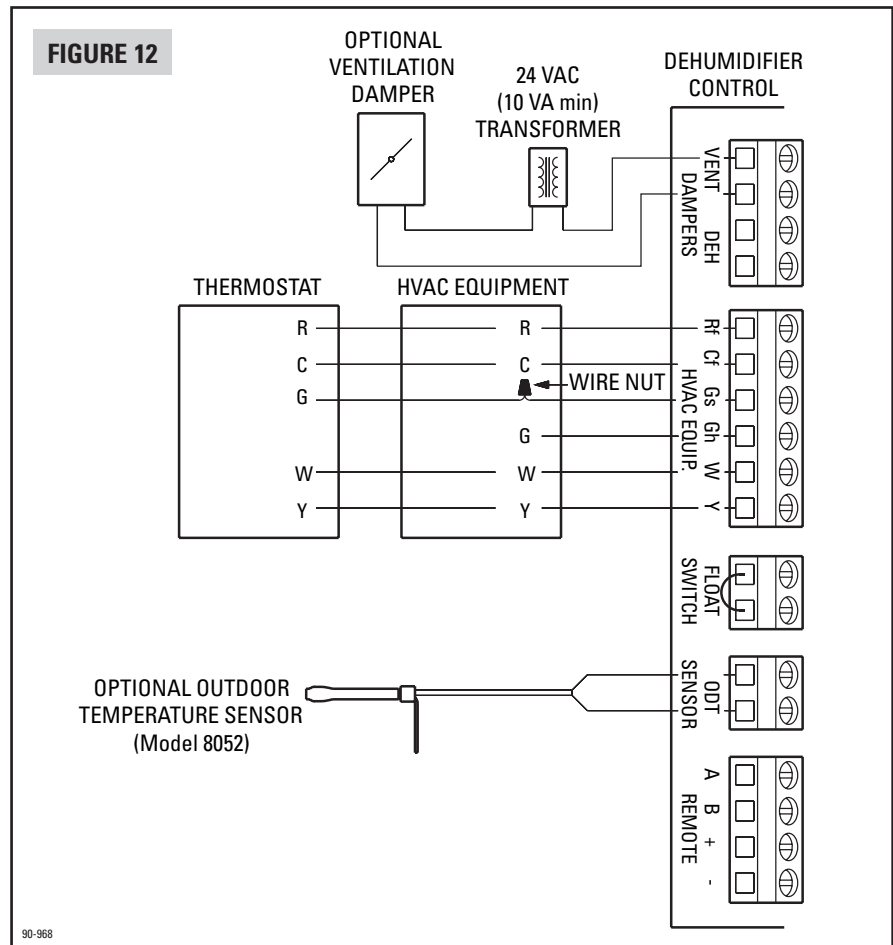 FIGURE 12
OPTIONAL
VENTILATION
DAMPER
24 VAC
(10 VA min)
TRANSFORMER
DEHUMIDIFIER
CONTROL
VENT
DEH
DAMPERS
THERMOSTAT
HVAC EQUIPMENT
R
C
G
W
Y
R
C
WIRE NUT
G
W
Y
Rf
Cf
Gs
Gh
W
Y
HVAC EQUIP.
FLOAT
SWITCH
OPTIONAL OUTDOOR
TEMPERATURE SENSOR
(Model 8052)
ODT
SENSOR
A
B
+
-
REMOTE
90-968